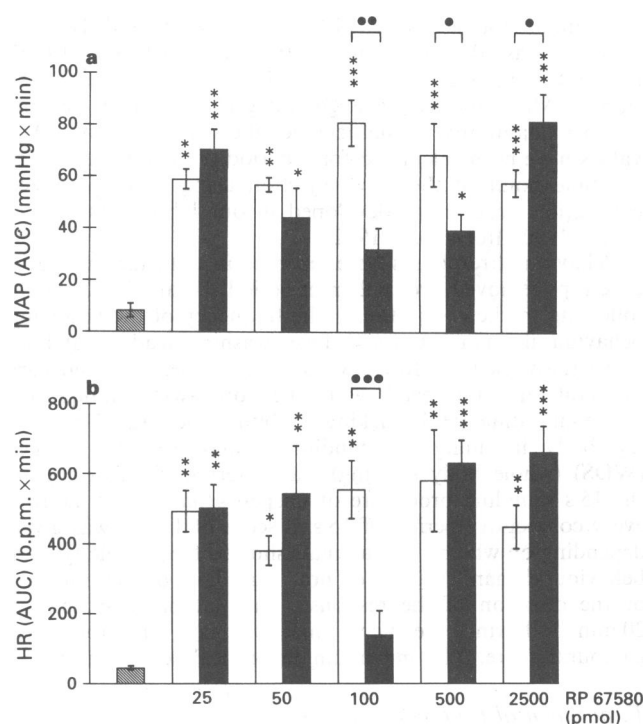 ●● ● ●
a
*** *** *** ***
** ** * * ***
100
80
60
40
20
0
MAP (AUC) (mmHg × min)
b
●●●
** ** * ** ** ** *** ** ***
800
600
400
200
0
HR (AUC) (b.p.m. × min)
25 50 100 500 2500 RP 67580
(pmol)